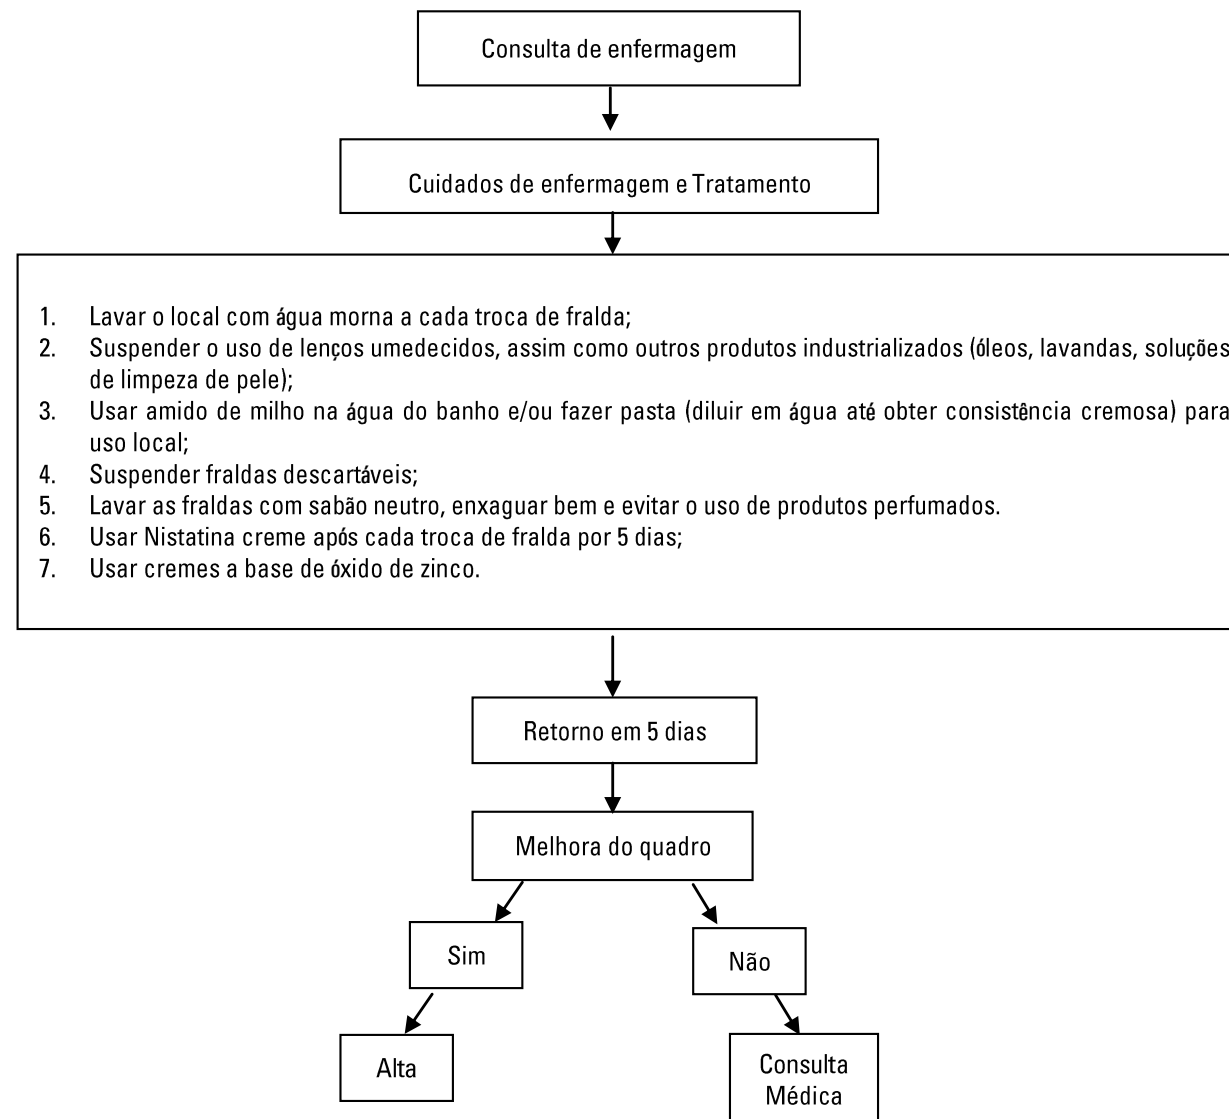 Consulta de enfermagem
Cuidados de enfermagem e Tratamento
1. Lavar o local com água morna a cada troca de fralda;
2. Suspender o uso de lenços umedecidos, assim como outros produtos industrializados (óleos, lavandas, soluções
de limpeza de pele);
3. Usar amido de milho na água do banho e/ou fazer pasta (diluir em água até obter consistência cremosa) para
uso local;
4. Suspender fraldas descartáveis;
5. Lavar as fraldas com sabão neutro, enxaguar bem e evitar o uso de produtos perfumados.
6. Usar Nistatina creme após cada troca de fralda por 5 dias;
7. Usar cremes a base de óxido de zinco.
Retorno em 5 dias
Melhora do quadro
Sim
Não
Alta
Consulta
Médica